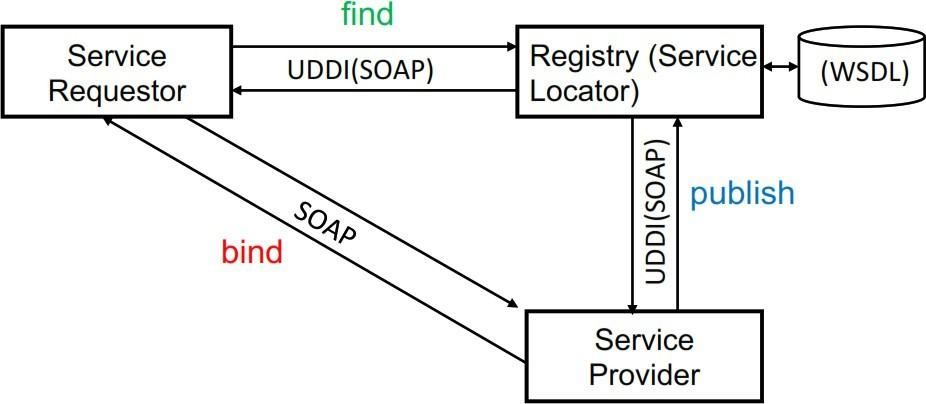 find
Service
Requestor
UDDI(SOAP)
Registry (Service
Locator)
(WSDL)
SOAP
bind
UDDI(SOAP)
publish
Service
Provider